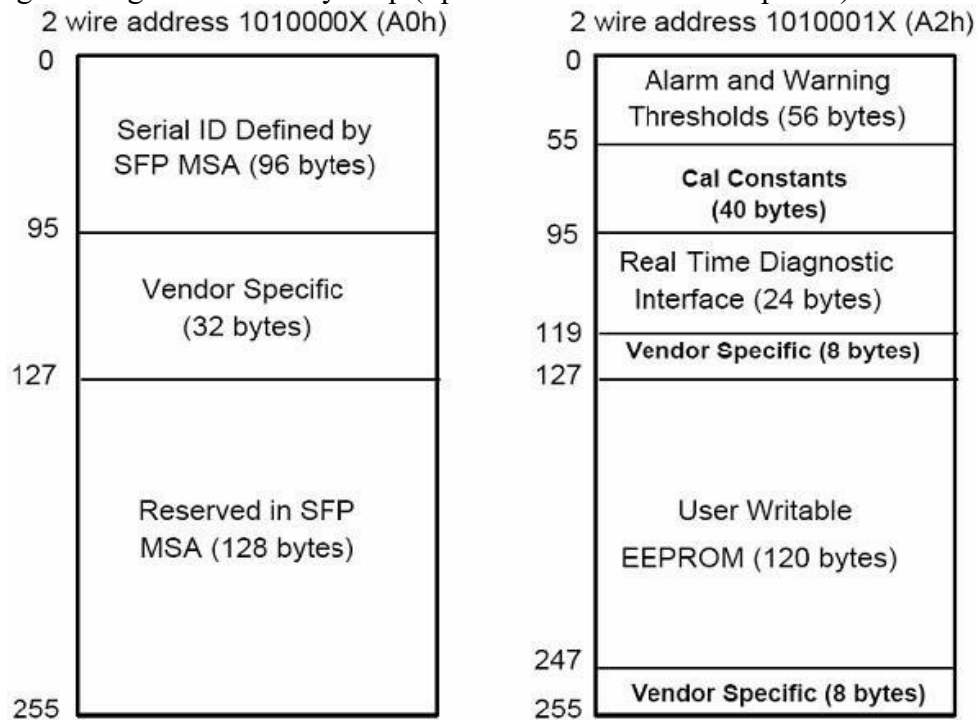 2 wire address 1010000X (A0h)
0
Serial ID Defined by
SFP MSA (96 bytes)
95
Vendor Specific
(32 bytes)
127
Reserved in SFP
MSA (128 bytes)
255
2 wire address 1010001X (A2h)
0
Alarm and Warning
Thresholds (56 bytes)
55
Cal Constants
(40 bytes)
95
Real Time Diagnostic
Interface (24 bytes)
119
Vendor Specific (8 bytes)
127
User Writable
EEPROM (120 bytes)
247
Vendor Specific (8 bytes)
255